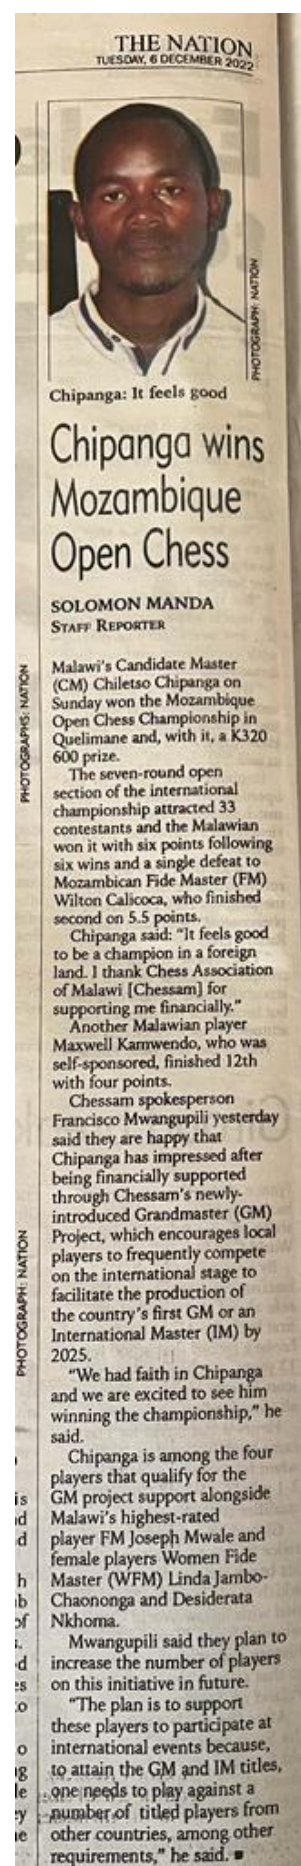 THE NATION
TUESDAY, 6 DECEMBER 2022
PHOTOGRAPH: NATION
Chipanga: It feels good
Chipanga wins
Mozambique
Open Chess
SOLOMON MANDA
STAFF REPORTER
Malawi's Candidate Master
(CM) Chiletso Chipanga on
Sunday won the Mozambique
Open Chess Championship in
Quelimane and, with it, a K320
600 prize.
The seven-round open
section of the international
championship attracted 33
contestants and the Malawian
won it with six points following
six wins and a single defeat to
Mozambican Fide Master (FM)
Wilton Calicoca, who finished
second on 5.5 points.
Chipanga said: "It feels good
to be a champion in a foreign
land. I thank Chess Association
of Malawi [Chessam] for
supporting me financially."
Another Malawian player
Maxwell Kamwendo, who was
self-sponsored, finished 12th
with four points.
Chessam spokesperson
Francisco Mwangupili yesterday
said they are happy that
Chipanga has impressed after
being financially supported
through Chessam's newly-
introduced Grandmaster (GM)
Project, which encourages local
players to frequently compete
on the international stage to
facilitate the production of
the country's first GM or an
International Master (IM) by
2025.
"We had faith in Chipanga
and we are excited to see him
winning the championship," he
said.
Chipanga is among the four
players that qualify for the
GM project support alongside
Malawi's highest-rated
player FM Joseph Mwale and
female players Women Fide
Master (WFM) Linda Jambo-
Chaononga and Desiderata
Nkhoma.
Mwangupili said they plan to
increase the number of players
on this initiative in future.
"The plan is to support
these players to participate at
international events because,
to attain the GM and IM titles,
one needs to play against a
number of titled players from
other countries, among other
requirements," he said.
PHOTOGRAPHS: NATION
PHOTOGRAPH: NATION